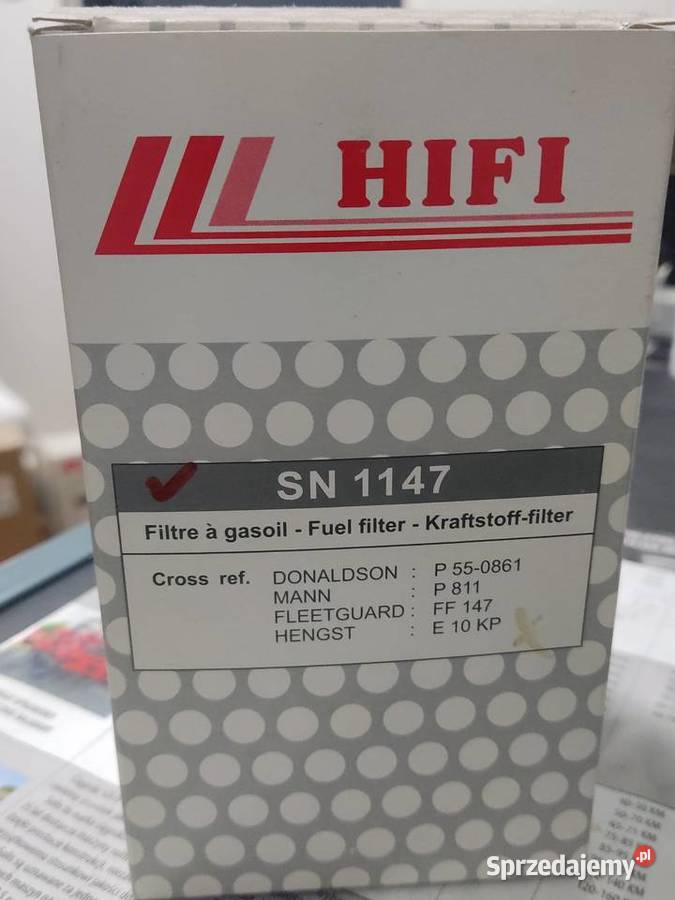 HIFI
SN 1147
Filtre à gasoil - Fuel filter - Kraftstoff-filter
Cross ref. DONALDSON : P 55-0861
MANN : P 811
FLEETGUARD : FF 147
HENGST : E 10 KP
Sprzedajemy.pl